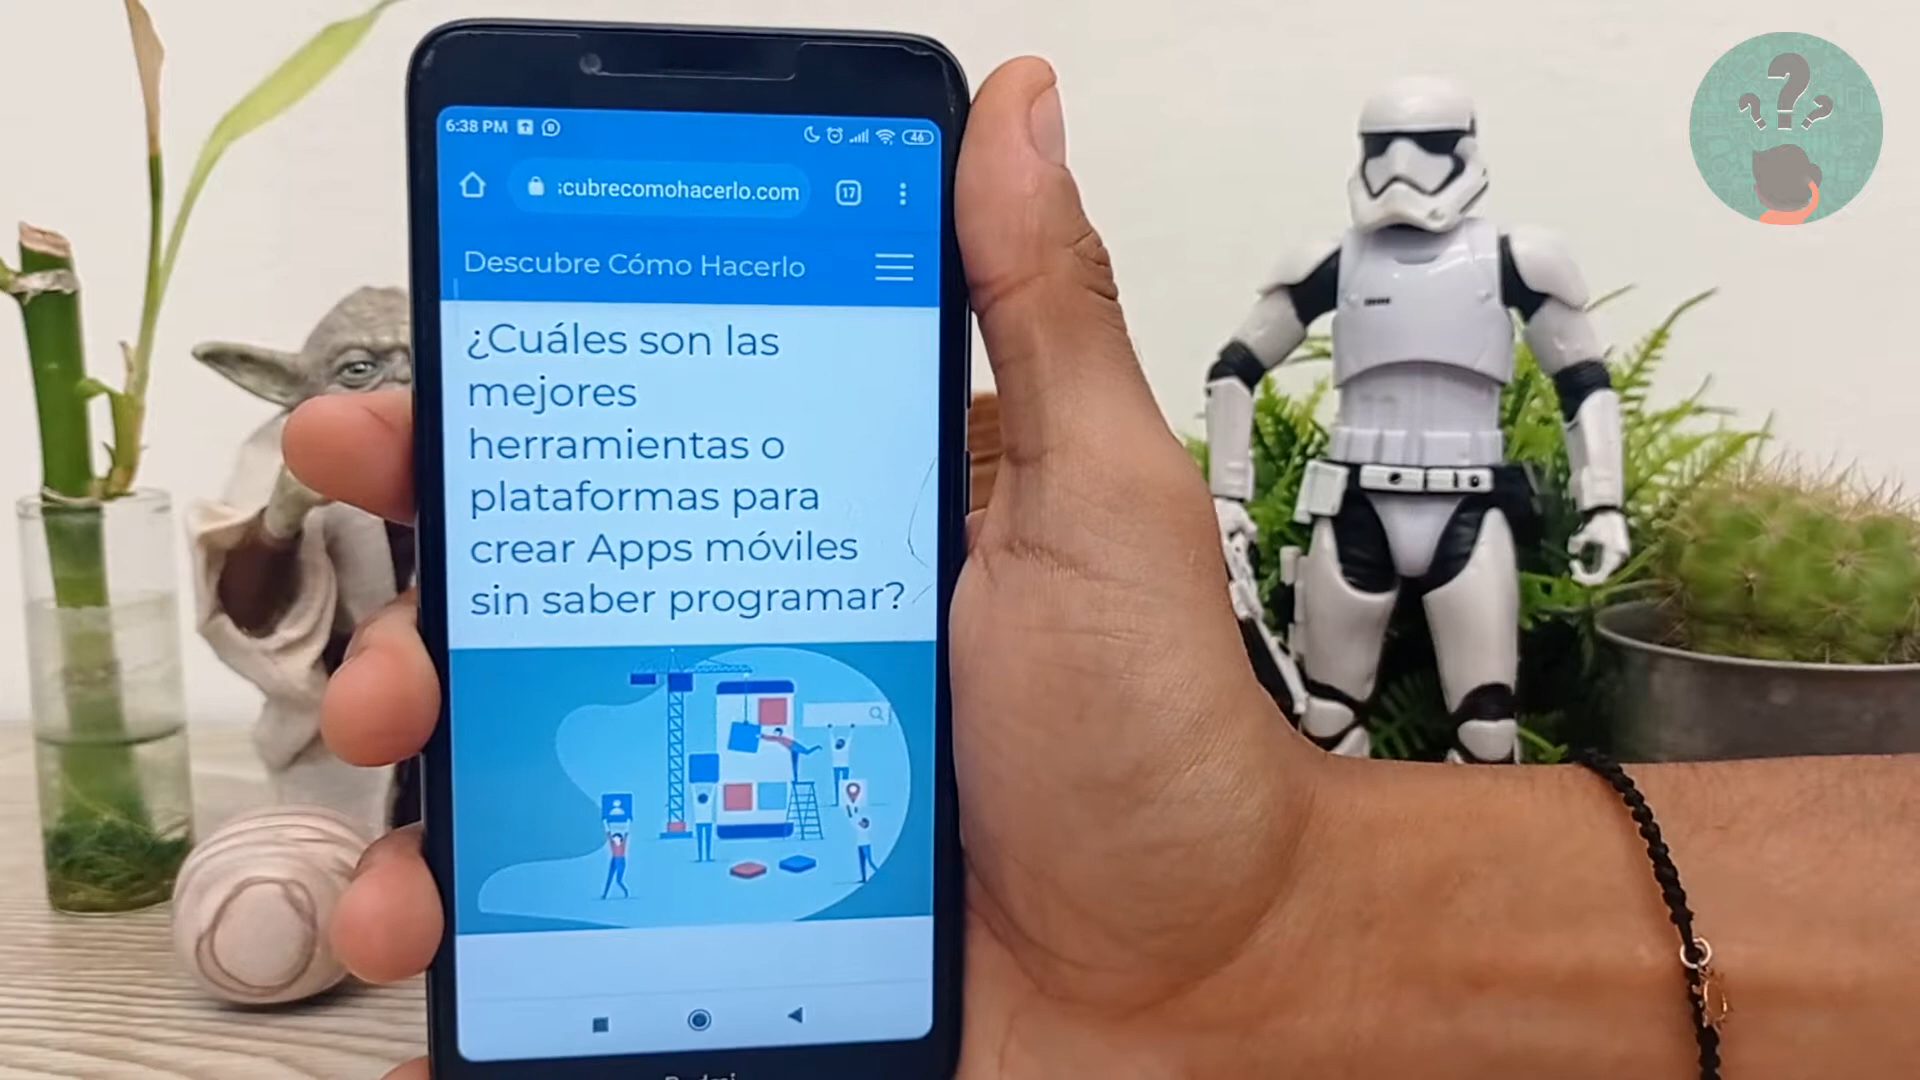 6:38 PM
46
cubrecomohacerlo.com
17
Descubre Cómo Hacerlo
¿Cuáles son las
mejores
herramientas o
plataformas para
crear Apps móviles
sin saber programar?